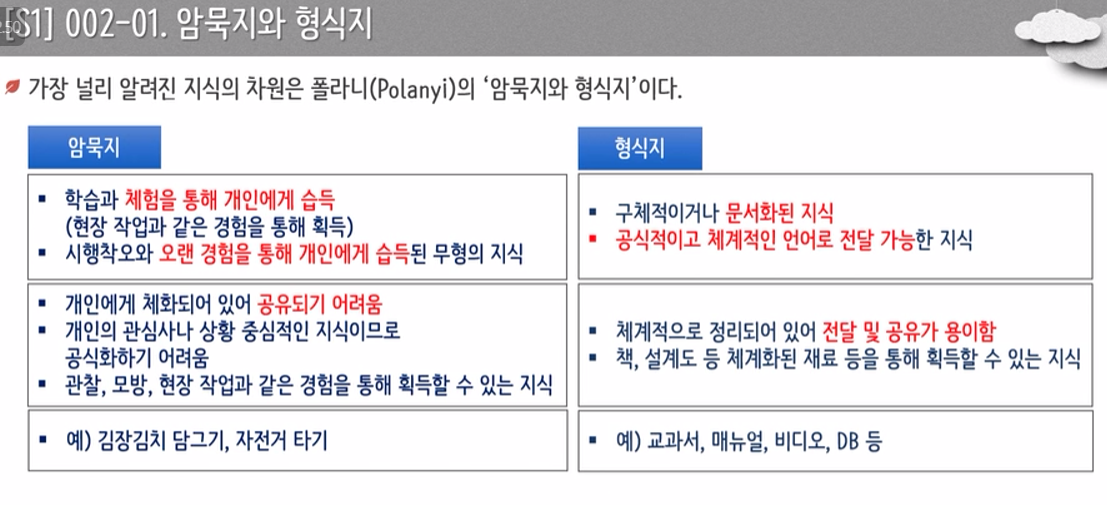 [S1] 002-01. 암묵지와 형식지
가장 널리 알려진 지식의 차원은 폴라니(Polanyi)의 ‘암묵지와 형식지’이다.
암묵지
▪ 학습과 체험을 통해 개인에게 습득
(현장 작업과 같은 경험을 통해 획득)
▪ 시행착오와 오랜 경험을 통해 개인에게 습득된 무형의 지식
▪ 개인에게 체화되어 있어 공유되기 어려움
▪ 개인의 관심사나 상황 중심적인 지식이므로
공식화하기 어려움
▪ 관찰, 모방, 현장 작업과 같은 경험을 통해 획득할 수 있는 지식
▪ 예) 김장김치 담그기, 자전거 타기
형식지
▪ 구체적이거나 문서화된 지식
▪ 공식적이고 체계적인 언어로 전달 가능한 지식
▪ 체계적으로 정리되어 있어 전달 및 공유가 용이함
▪ 책, 설계도 등 체계화된 재료 등을 통해 획득할 수 있는 지식
▪ 예) 교과서, 매뉴얼, 비디오, DB 등